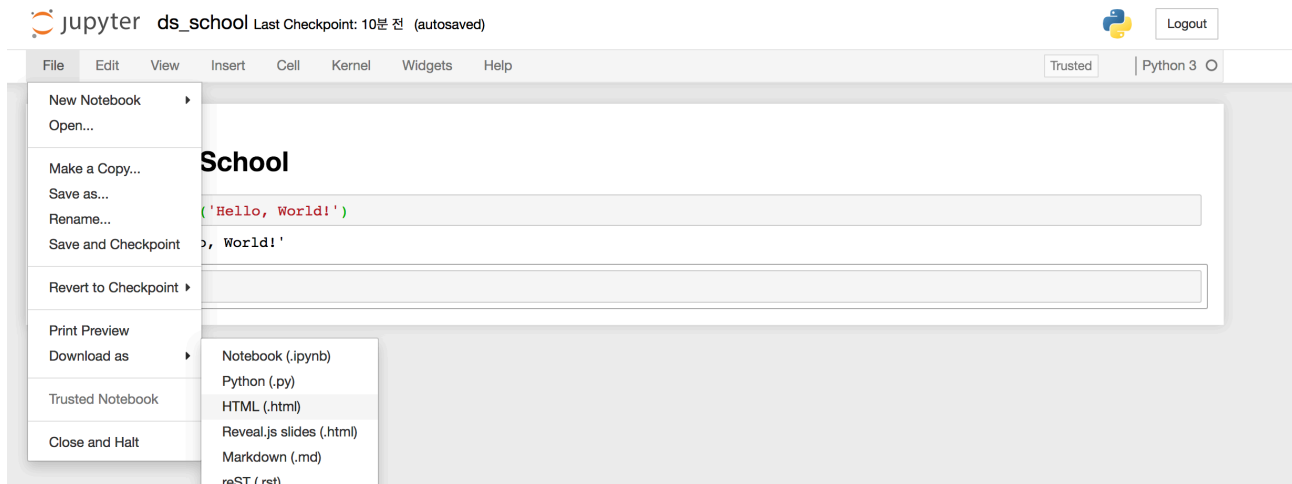 jupyter ds_school Last Checkpoint: 10분 전 (autosaved)
Logout
File Edit View Insert Cell Kernel Widgets Help
Trusted
Python 3
New Notebook
Open...
Make a Copy...
Save as...
Rename...
Save and Checkpoint
Revert to Checkpoint
Print Preview
Download as
Trusted Notebook
Close and Halt
School
('Hello, World!')
o, World!'
Notebook (.ipynb)
Python (.py)
HTML (.html)
Reveal.js slides (.html)
Markdown (.md)
reST (.rst)